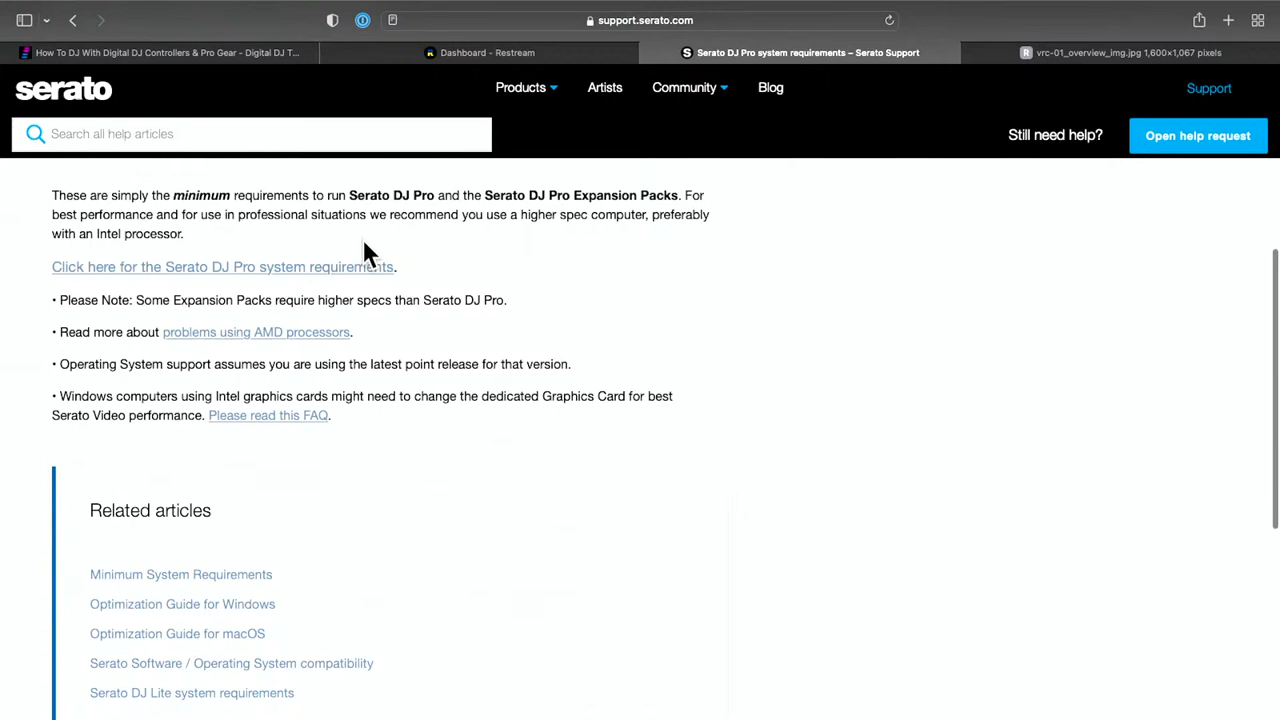 support.serato.com
How To DJ With Digital DJ Controllers & Pro Gear - Digital DJ T...
Dashboard - Restream
S
Serato DJ Pro system requirements – Serato Support
R
vrc-01_overview_img.jpg 1,600×1,067 pixels
serato
Products
Artists
Community
Blog
Support
Search all help articles
Still need help?
Open help request
These are simply the minimum requirements to run Serato DJ Pro and the Serato DJ Pro Expansion Packs. For
best performance and for use in professional situations we recommend you use a higher spec computer, preferably
with an Intel processor.
Click here for the Serato DJ Pro system requirements.
• Please Note: Some Expansion Packs require higher specs than Serato DJ Pro.
• Read more about problems using AMD processors.
• Operating System support assumes you are using the latest point release for that version.
• Windows computers using Intel graphics cards might need to change the dedicated Graphics Card for best
Serato Video performance. Please read this FAQ.
Related articles
Minimum System Requirements
Optimization Guide for Windows
Optimization Guide for macOS
Serato Software / Operating System compatibility
Serato DJ Lite system requirements